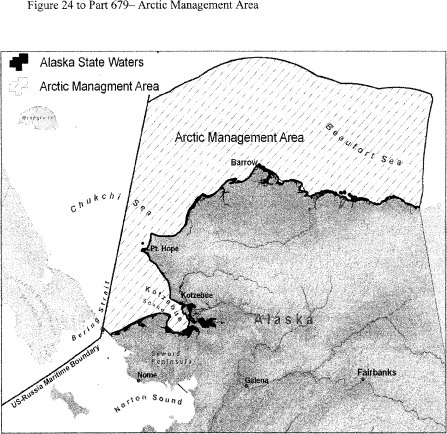 Figure 24 to Part 679– Arctic Management Area
Alaska State Waters
Arctic Managment Area
Arctic Management Area
Beaufort Sea
Barrow
Chukchi Sea
Pt. Hope
Kotzebue
Kotzebue
Sound
Bering Strait
Alaska
Seward
Peninsula
US-Russia Maritime Boundary
Nome
Galena
Fairbanks
Norton Sound